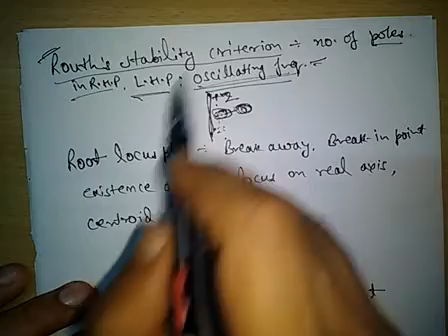 Routh's stability criterion ÷ no. of poles
in R.H.P, L.H.P, oscillating freq.
Root locus ÷ Break away. Break-in point
existence locus on real axis,
centroid